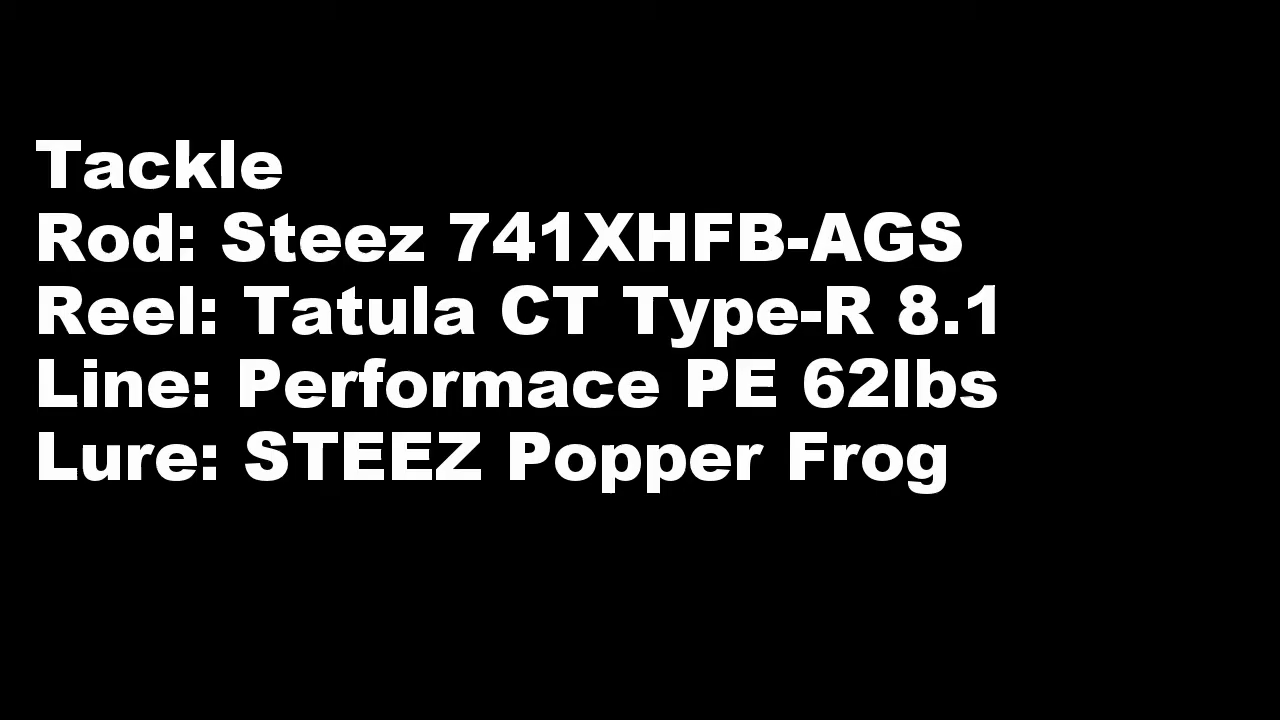 Tackle
Rod: Steez 741XHFB-AGS
Reel: Tatula CT Type-R 8.1
Line: Performace PE 62lbs
Lure: STEEZ Popper Frog